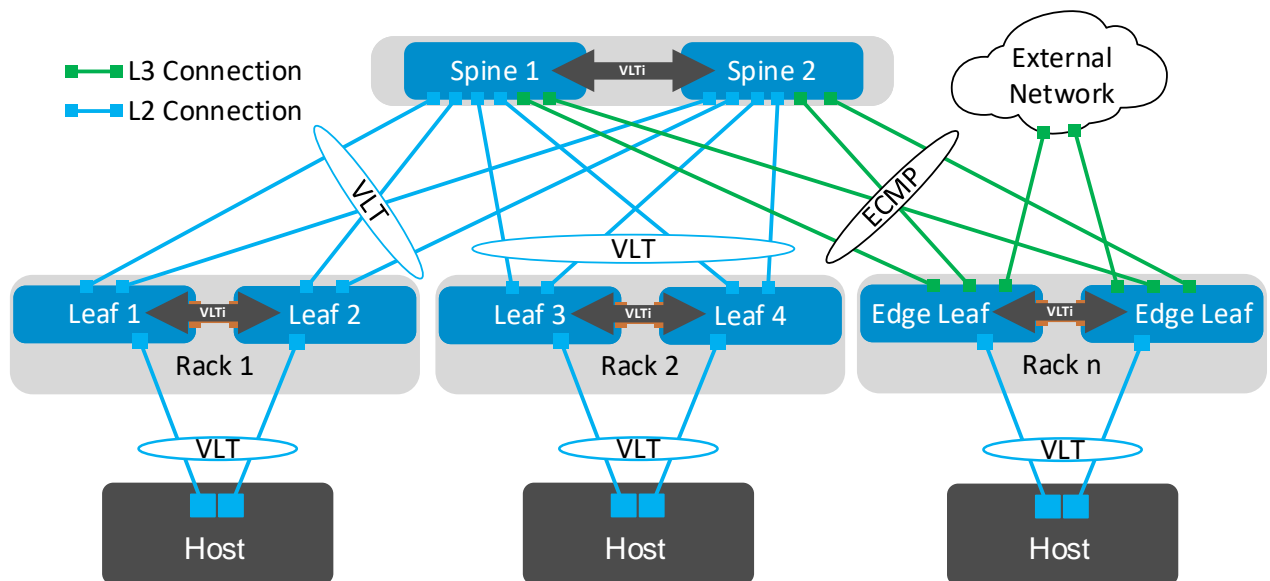 L3 Connection
L2 Connection
Spine 1
VLTi
Spine 2
External
Network
VLT
VLT
ECMP
Leaf 1
VLTi
Leaf 2
Rack 1
Leaf 3
VLTi
Leaf 4
Rack 2
Edge Leaf
VLTi
Edge Leaf
Rack n
VLT
VLT
VLT
Host
Host
Host